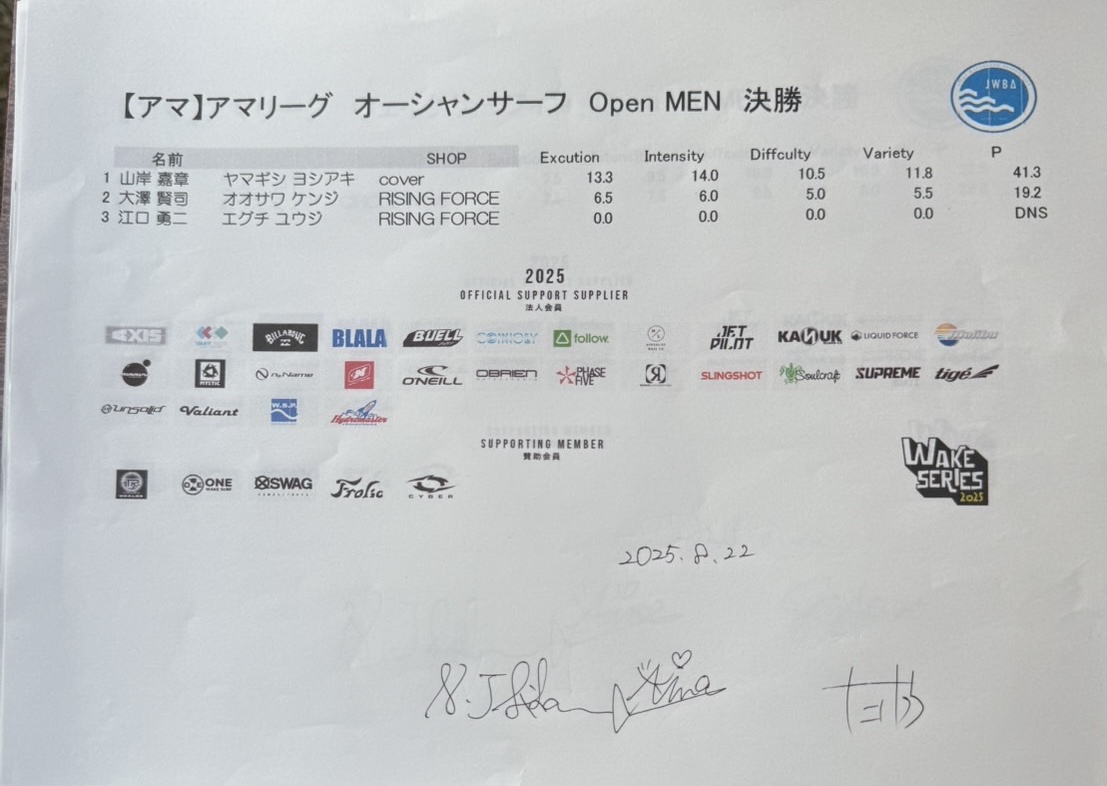 【アマ】アマリーグ オーシャンサーフ Open MEN 決勝
JWBA
名前 SHOP Excution Intensity Diffculty Variety P
1 山岸 嘉章 ヤマギシ ヨシアキ cover 13.3 14.0 10.5 11.8 41.3
2 大澤 賢司 オオサワ ケンジ RISING FORCE 6.5 6.0 5.0 5.5 19.2
3 江口 勇二 エグチ ユウジ RISING FORCE 0.0 0.0 0.0 0.0 DNS
2025
OFFICIAL SUPPORT SUPPLIER
法人会員
AXIS BILLABONG BLALA BUELL follow. JET PILOT KANUK LIQUID FORCE Malibu
MYSTIC noName O'NEILL OBRIEN PHASE FIVE SLINGSHOT Soulcraft SUPREME tigé
unsalid Valiant W.S.P. Hydromaster
SUPPORTING MEMBER
賛助会員
ONE SWAG Frolic CYBER
WAKE SERIES 2025
2025.8.22